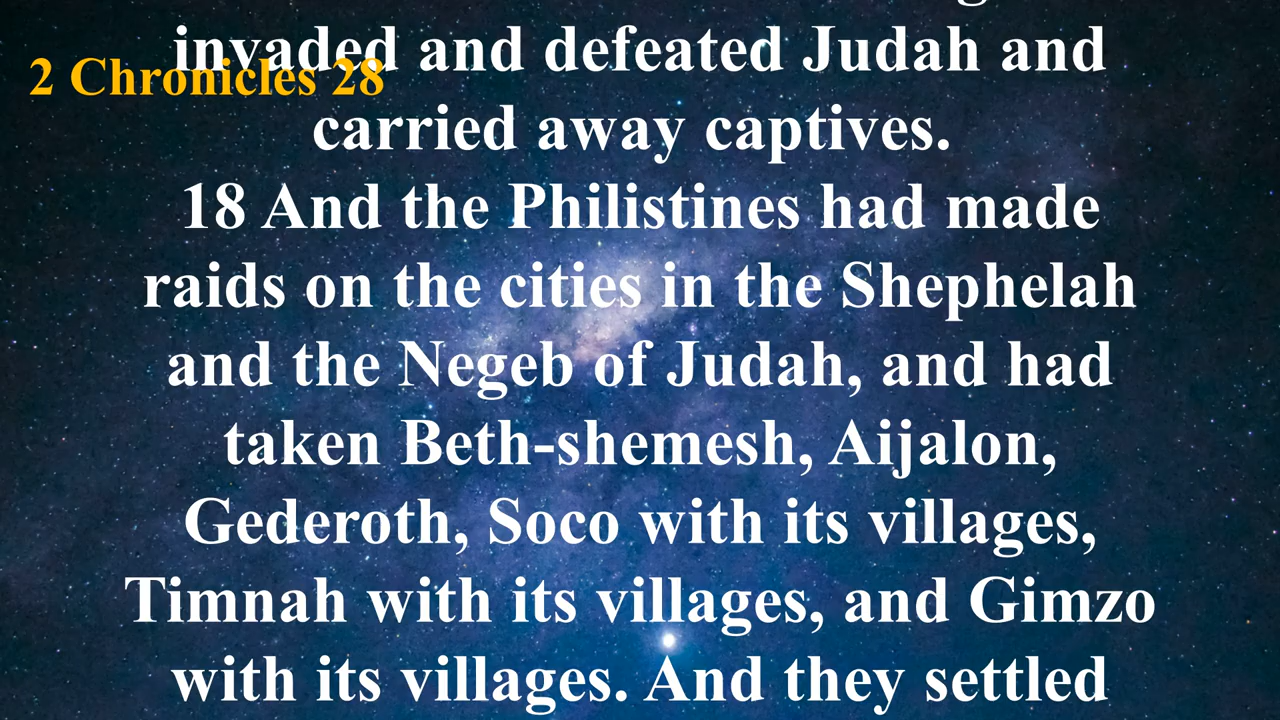 invaded and defeated Judah and
2 Chronicles 28
carried away captives.
18 And the Philistines had made
raids on the cities in the Shephelah
and the Negeb of Judah, and had
taken Beth-shemesh, Aijalon,
Gederoth, Soco with its villages,
Timnah with its villages, and Gimzo
with its villages. And they settled